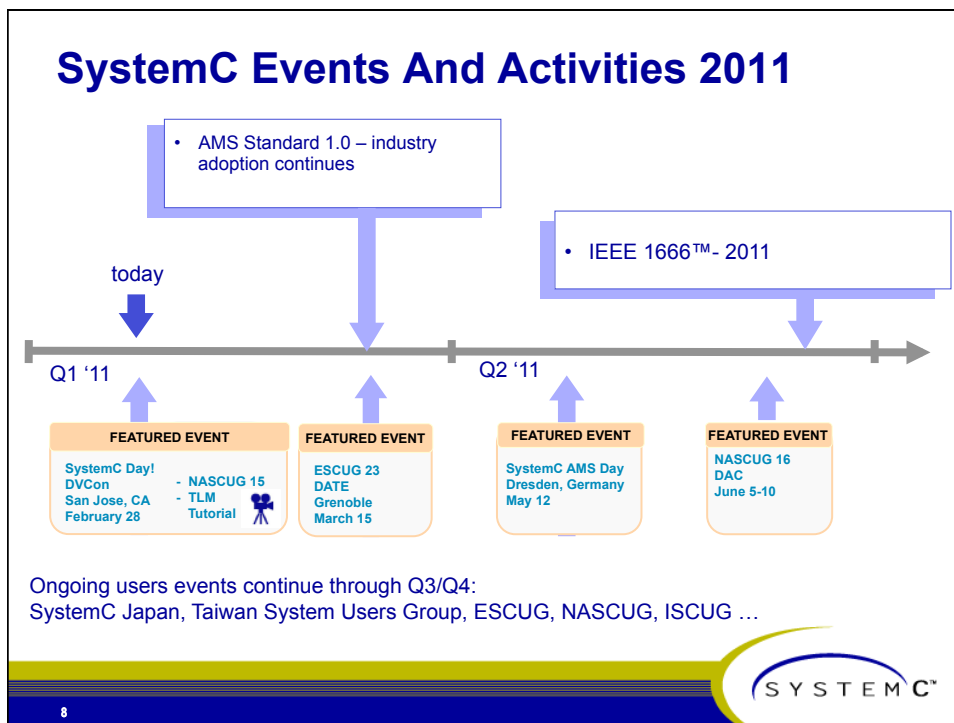 SystemC Events And Activities 2011
• AMS Standard 1.0 – industry
adoption continues
• IEEE 1666™- 2011
today
Q1 ‘11
Q2 ‘11
FEATURED EVENT
SystemC Day!
DVCon
San Jose, CA
February 28
- NASCUG 15
- TLM
Tutorial
FEATURED EVENT
ESCUG 23
DATE
Grenoble
March 15
FEATURED EVENT
SystemC AMS Day
Dresden, Germany
May 12
FEATURED EVENT
NASCUG 16
DAC
June 5-10
Ongoing users events continue through Q3/Q4:
SystemC Japan, Taiwan System Users Group, ESCUG, NASCUG, ISCUG …
SYSTEM C™
8